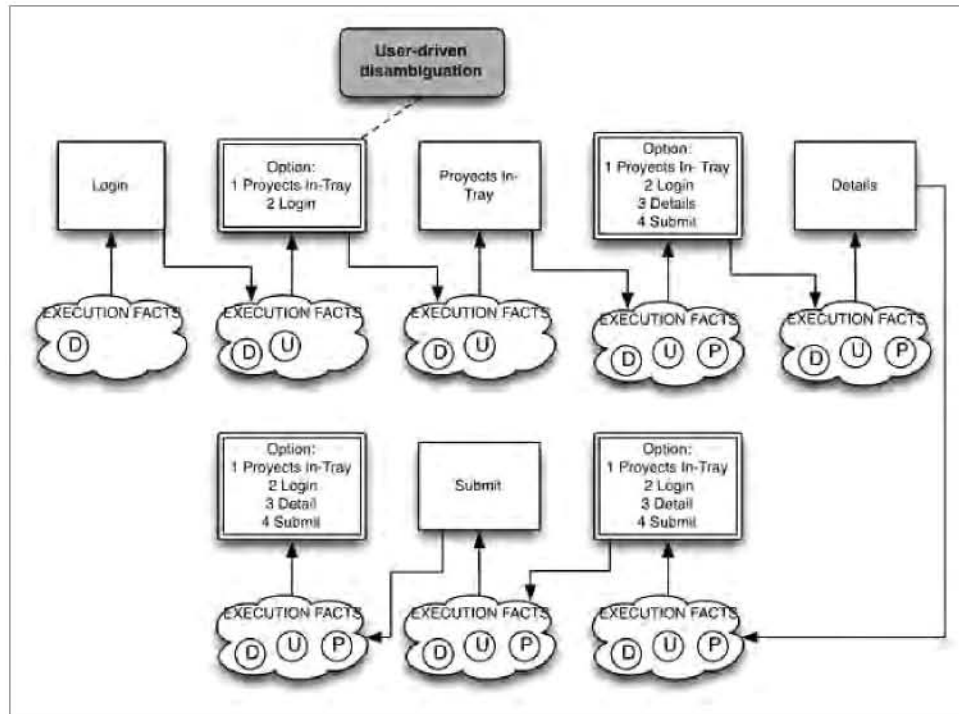 User-driven
disambiguation
Login
Option:
1 Proyects In-Tray
2 Login
Proyects In-
Tray
Option:
1 Proyects In- Tray
2 Login
3 Details
4 Submit
Details
EXECUTION FACTS
D
EXECUTION FACTS
D U
EXECUTION FACTS
D U
EXECUTION FACTS
D U P
EXECUTION FACTS
D U P
Option:
1 Proyects In-Tray
2 Login
3 Detail
4 Submit
Submit
Option:
1 Proyects In-Tray
2 Login
3 Detail
4 Submit
EXECUTION FACTS
D U P
EXECUTION FACTS
D U P
EXECUTION FACTS
D U P